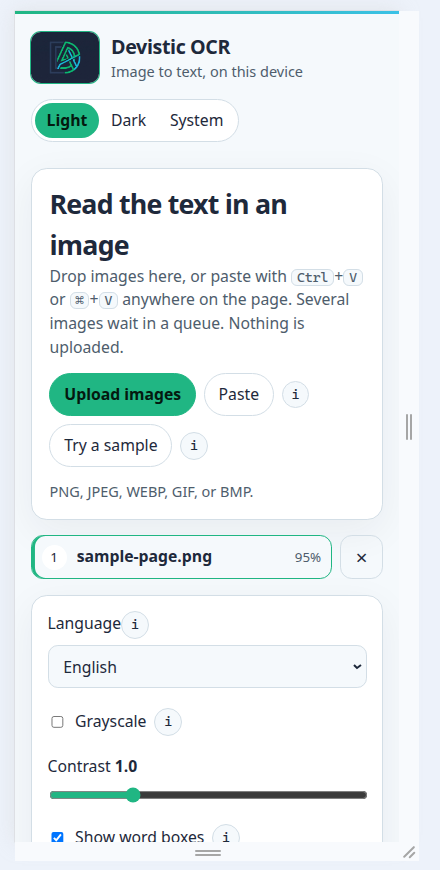 Devistic OCR
Image to text, on this device
Light Dark System
Read the text in an
image
Drop images here, or paste with Ctrl+V
or ⌘+V anywhere on the page. Several
images wait in a queue. Nothing is
uploaded.
Upload images Paste i
Try a sample i
PNG, JPEG, WEBP, GIF, or BMP.
1 sample-page.png 95% ×
Language i
English
Grayscale i
Contrast 1.0
Show word boxes i